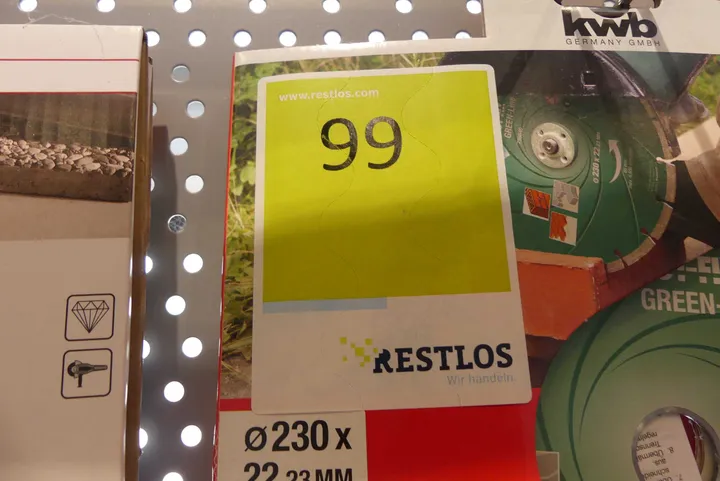 kwb
GERMANY GMBH
www.restlos.com
99
RESTLOS
Wir handeln.
GREEN-
Ø230 x
22,23 MM